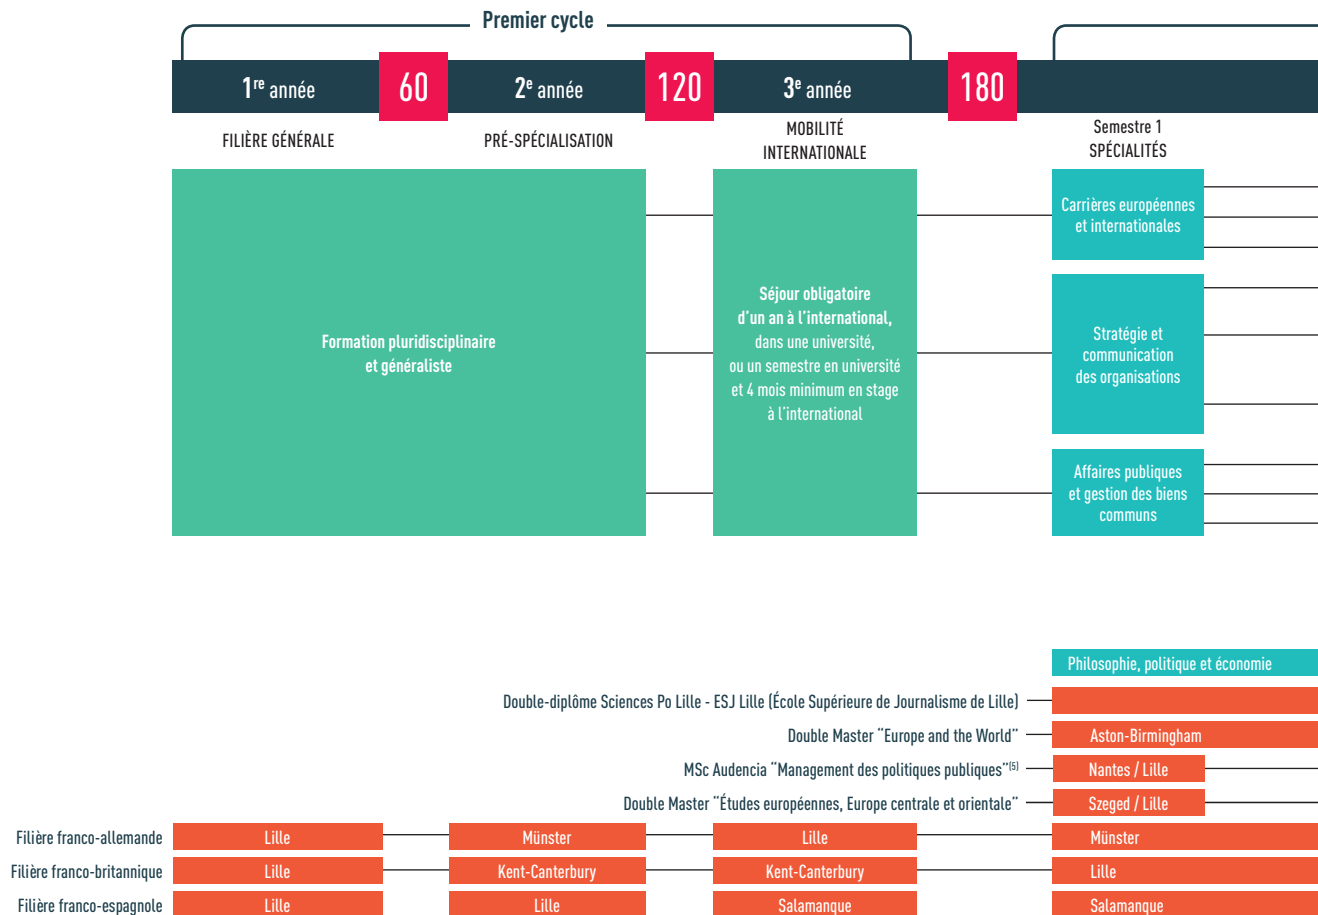 Premier cycle
1re année
60
2e année
120
3e année
180
FILIÈRE GÉNÉRALE
PRÉ-SPÉCIALISATION
MOBILITÉ
INTERNATIONALE
Semestre 1
SPÉCIALITÉS
Formation pluridisciplinaire
et généraliste
Séjour obligatoire
d'un an à l'international,
dans une université,
ou un semestre en université
et 4 mois minimum en stage
à l'international
Carrières européennes
et internationales
Stratégie et
communication
des organisations
Affaires publiques
et gestion des biens
communs
Philosophie, politique et économie
Double-diplôme Sciences Po Lille - ESJ Lille (École Supérieure de Journalisme de Lille)
Double Master "Europe and the World"
Aston-Birmingham
MSc Audencia "Management des politiques publiques"(5)
Nantes / Lille
Double Master "Études européennes, Europe centrale et orientale"
Szeged / Lille
Filière franco-allemande
Lille
Münster
Lille
Münster
Filière franco-britannique
Lille
Kent-Canterbury
Kent-Canterbury
Lille
Filière franco-espagnole
Lille
Lille
Salamanque
Salamanque